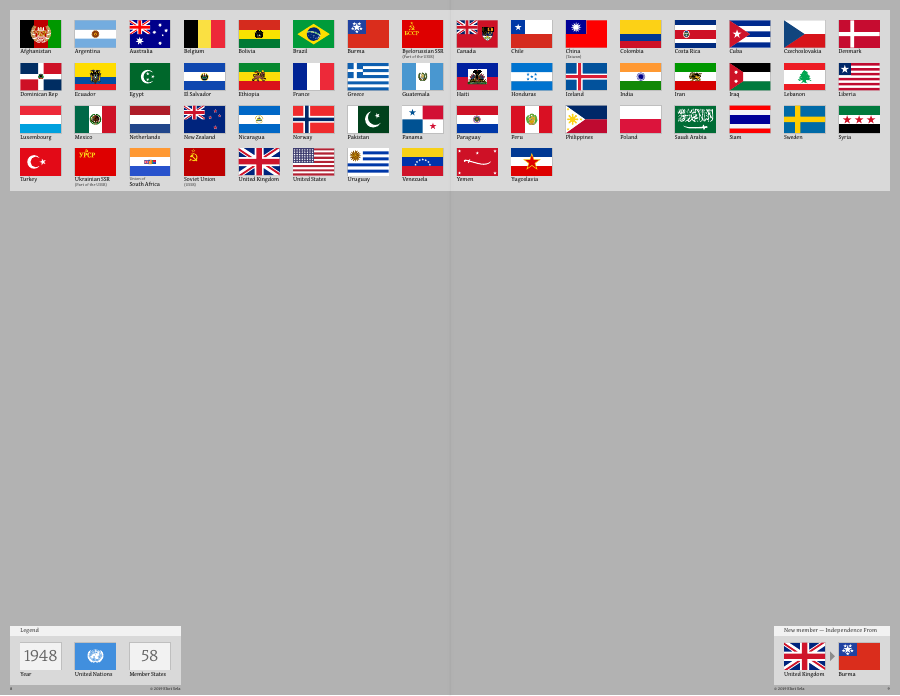 Afghanistan Argentina Australia Belgium Bolivia Brazil Burma Byelorussian SSR Canada Chile China Colombia Costa Rica Cuba Czechoslovakia Denmark
(Part of the USSR) (Taiwan)
БССР
Dominican Rep Ecuador Egypt El Salvador Ethiopia France Greece Guatemala Haiti Honduras Iceland India Iran Iraq Lebanon Liberia
Luxembourg Mexico Netherlands New Zealand Nicaragua Norway Pakistan Panama Paraguay Peru Philippines Poland Saudi Arabia Siam Sweden Syria
УРСР
Turkey Ukrainian SSR South Africa Soviet Union United Kingdom United States Uruguay Venezuela Yemen Yugoslavia
(Part of the USSR) (USSR)
Legend
1948 58
Year United Nations Member States
New member — Independence From
United Kingdom Burma